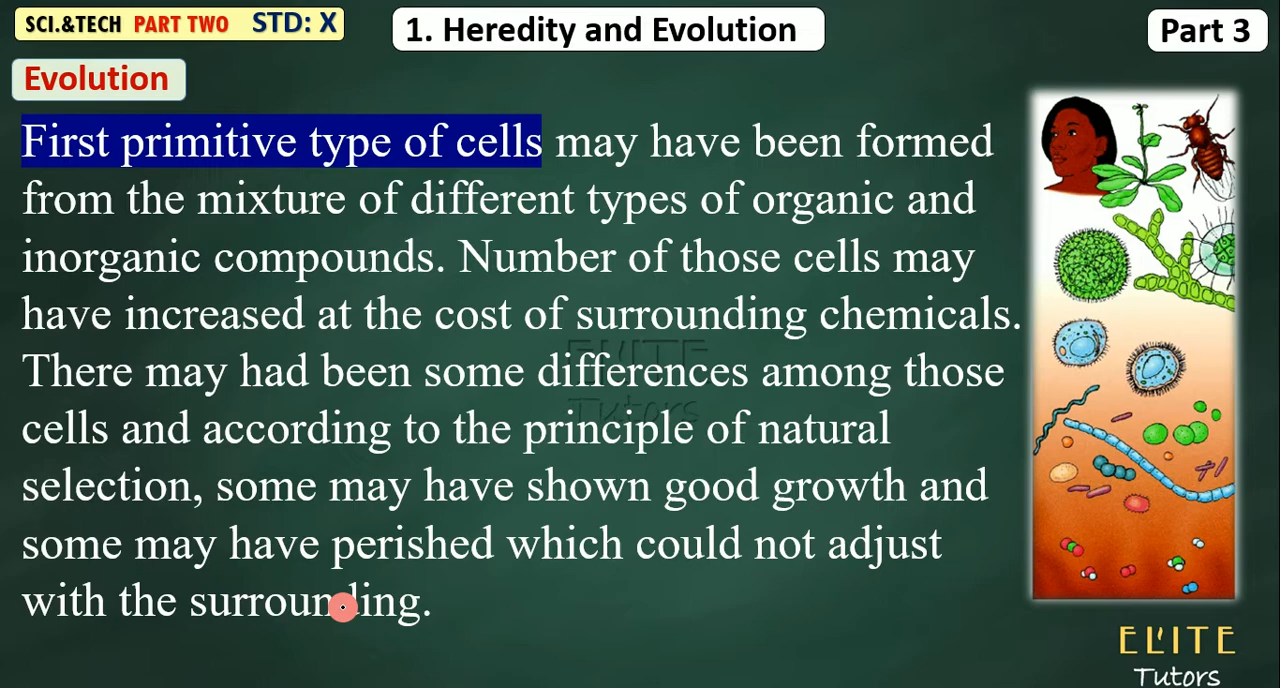 SCI.&TECH PART TWO STD: X
1. Heredity and Evolution
Part 3
Evolution
First primitive type of cells may have been formed
from the mixture of different types of organic and
inorganic compounds. Number of those cells may
have increased at the cost of surrounding chemicals.
There may had been some differences among those
cells and according to the principle of natural
selection, some may have shown good growth and
some may have perished which could not adjust
with the surrounding.
ELITE
Tutors
ELITE
Tutors